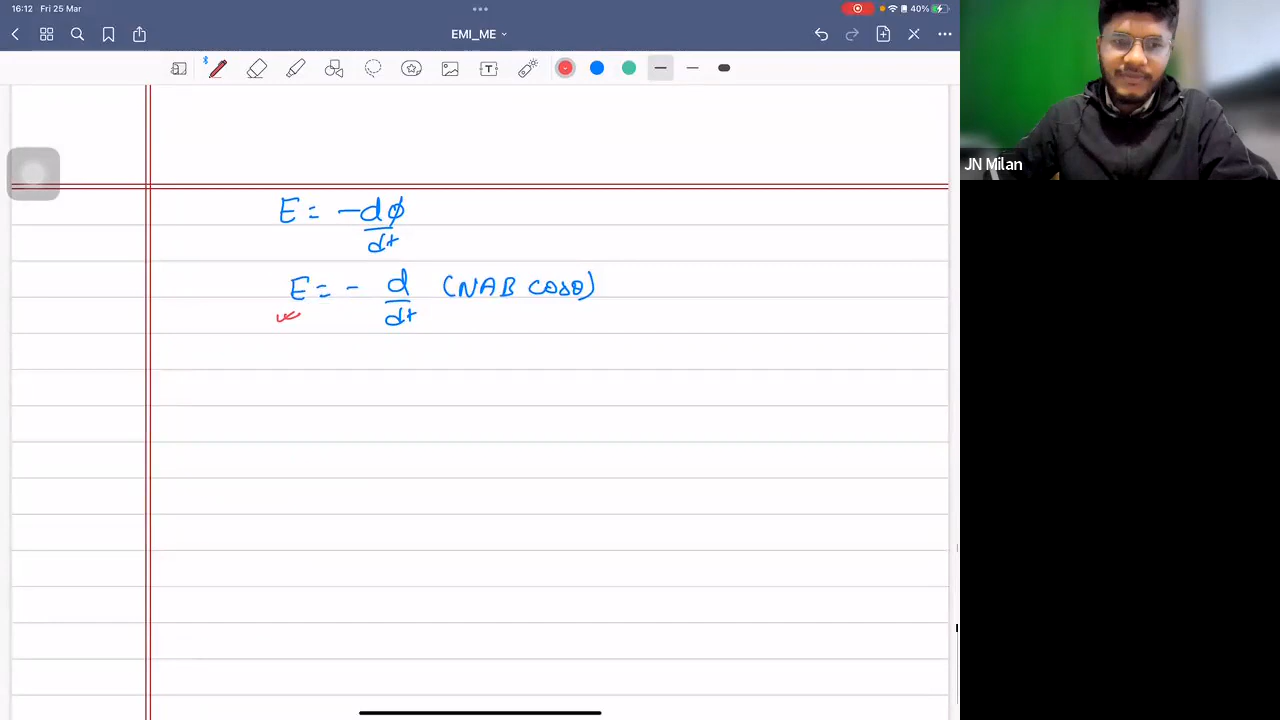 16:12 Fri 25 Mar
40%
EMI_ME
JN Milan
E = -dφ
dt
E = - d (NAB cosθ)
dt